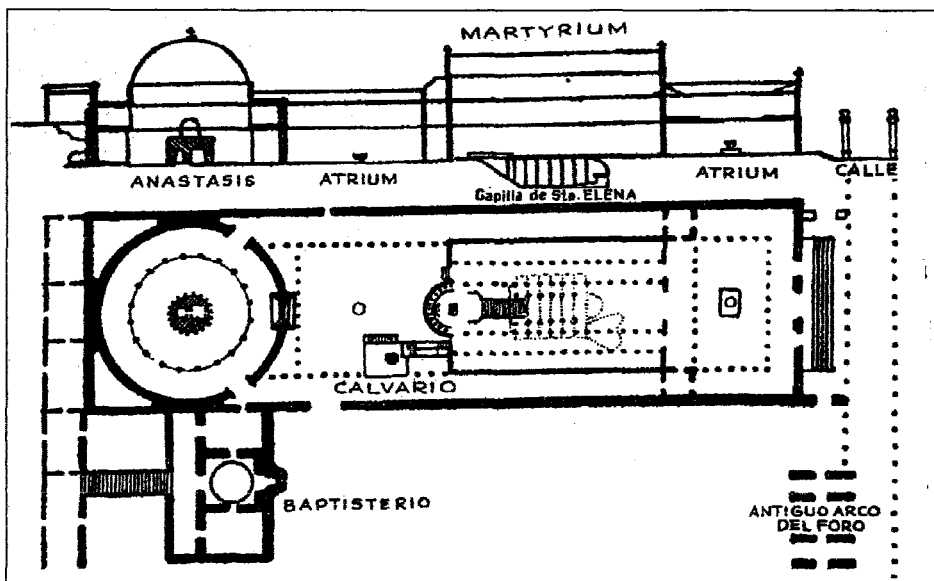 MARTYRIUM
ANASTASIS
ATRIUM
Capilla de Sta. ELENA
ATRIUM
CALLE
CALVARIO
BAPTISTERIO
ANTIGUO ARCO
DEL FORO